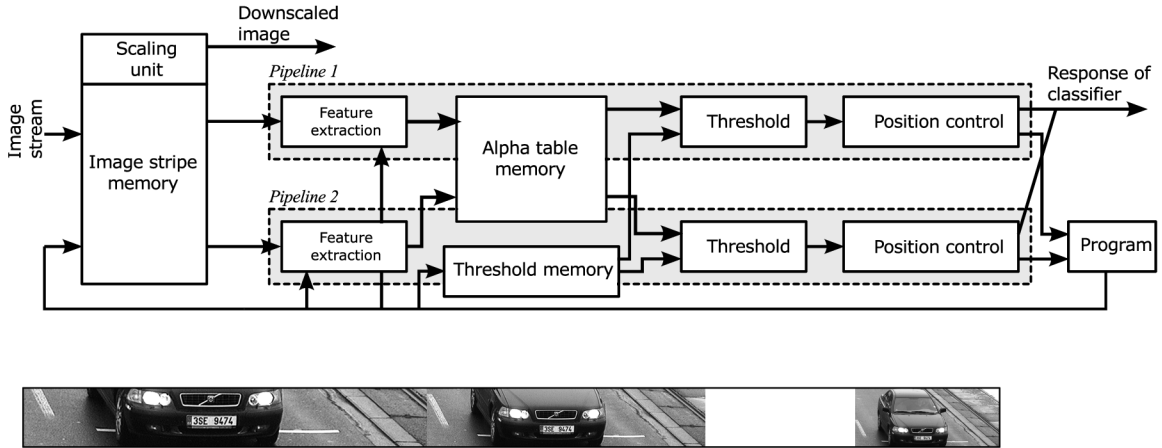 Downscaled
image
Scaling
unit
Pipeline 1
Response of
classifier
Image
stream
Feature
extraction
Threshold
Position control
Alpha table
memory
Image stripe
memory
Pipeline 2
Feature
extraction
Threshold
Position control
Program
Threshold memory
3SE 9474
3SE 9474